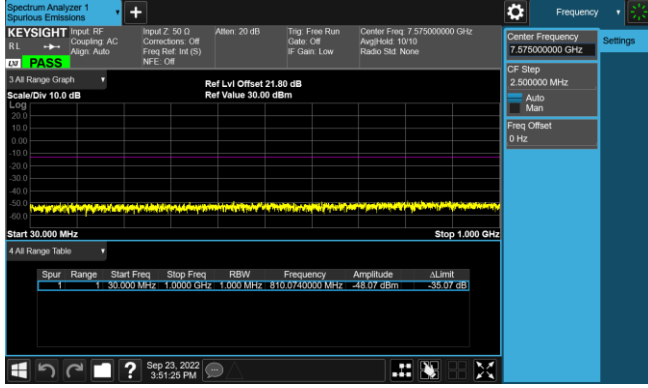 Spectrum Analyzer 1
Spurious Emissions
Frequency
KEYSIGHT
Input: RF
Coupling: AC
Align: Auto
Input Z: 50 Ω
Corrections: Off
Freq Ref: Int (S)
NFE: Off
Atten: 20 dB
Trig: Free Run
Gate: Off
IF Gain: Low
Center Freq: 7.575000000 GHz
Avg|Hold: 10/10
Radio Std: None
R L
LXI
PASS
Center Frequency
7.575000000 GHz
Settings
CF Step
2.500000 MHz
Auto
Man
Freq Offset
0 Hz
3 All Range Graph
Scale/Div 10.0 dB
Ref Lvl Offset 21.80 dB
Ref Value 30.00 dBm
Log
20.0
10.0
0.00
-10.0
-20.0
-30.0
-40.0
-50.0
-60.0
Start 30.000 MHz
Stop 1.000 GHz
4 All Range Table
Spur Range Start Freq Stop Freq RBW Frequency Amplitude ΔLimit
1 1 30.000 MHz 1.0000 GHz 1.000 MHz 810.0740000 MHz -48.07 dBm -35.07 dB
?
Sep 23, 2022
3:51:25 PM